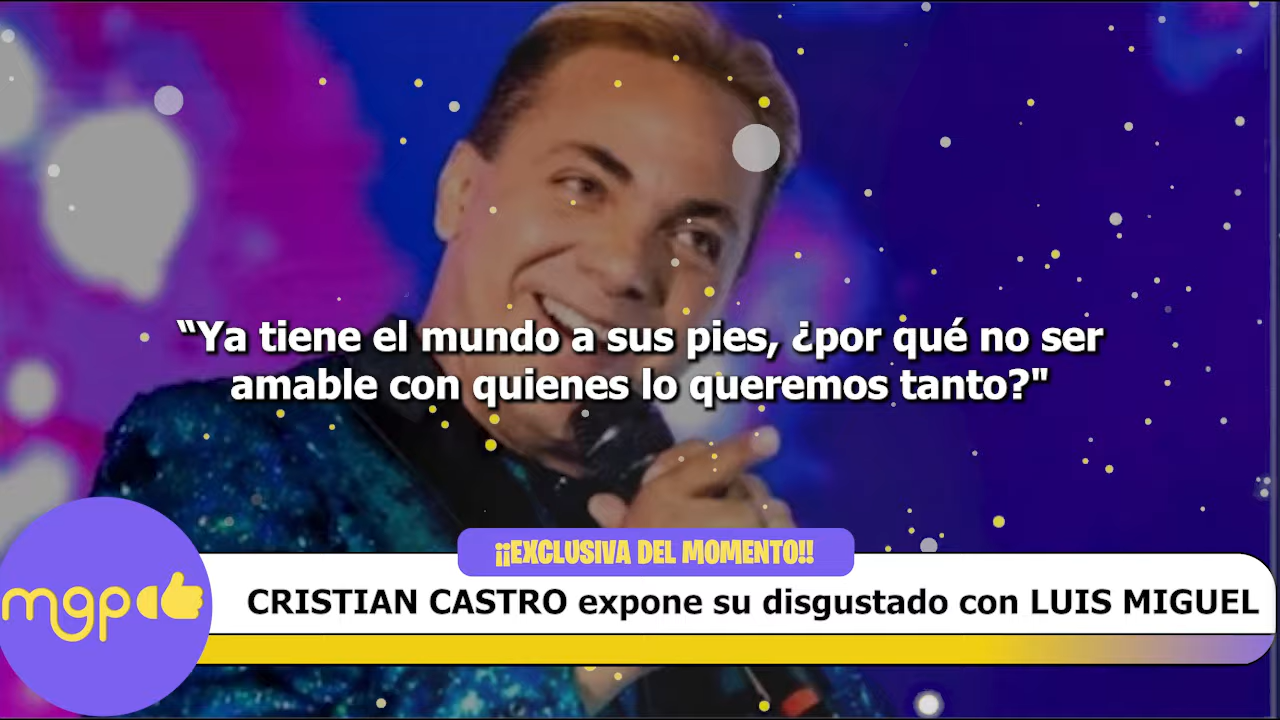 “Ya tiene el mundo a sus pies, ¿por qué no ser
amable con quienes lo queremos tanto?"
¡¡EXCLUSIVA DEL MOMENTO!!
mgp
CRISTIAN CASTRO expone su disgustado con LUIS MIGUEL